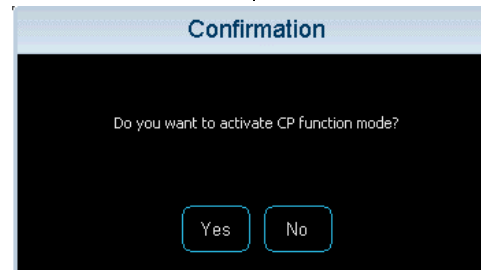 Confirmation
Do you want to activate CP function mode?
Yes No